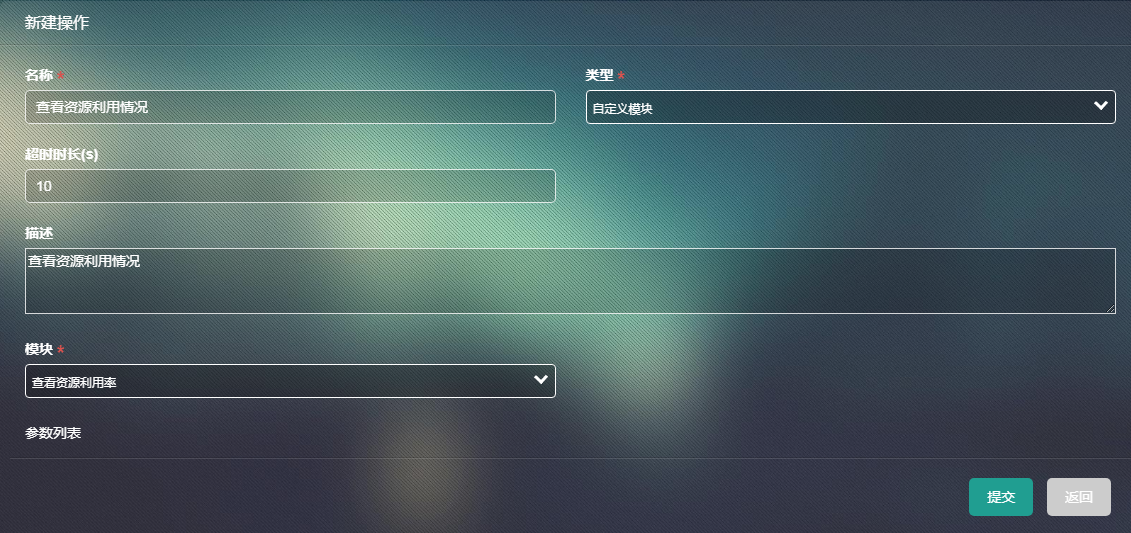 新建操作
名称 *
类型 *
查看资源利用情况
自定义模块
超时时长(s)
10
描述
查看资源利用情况
模块 *
查看资源利用率
参数列表
提交
返回